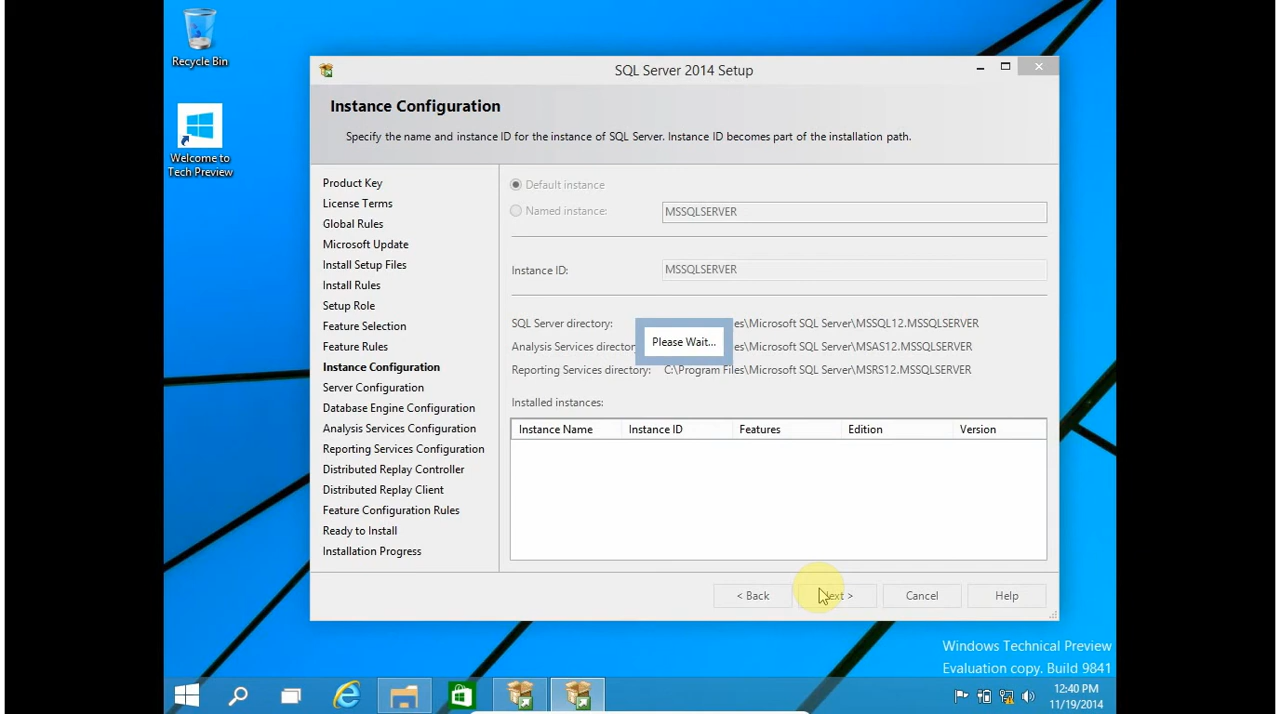 Recycle Bin
Welcome to
Tech Preview
SQL Server 2014 Setup
Instance Configuration
Specify the name and instance ID for the instance of SQL Server. Instance ID becomes part of the installation path.
Product Key
License Terms
Global Rules
Microsoft Update
Install Setup Files
Install Rules
Setup Role
Feature Selection
Feature Rules
Instance Configuration
Server Configuration
Database Engine Configuration
Analysis Services Configuration
Reporting Services Configuration
Distributed Replay Controller
Distributed Replay Client
Feature Configuration Rules
Ready to Install
Installation Progress
Default instance
Named instance: MSSQLSERVER
Instance ID: MSSQLSERVER
SQL Server directory: es\Microsoft SQL Server\MSSQL12.MSSQLSERVER
Analysis Services es\Microsoft SQL Server\MSAS12.MSSQLSERVER
Please Wait...
Reporting Services directory: C:\Program Files\Microsoft SQL Server\MSRS12.MSSQLSERVER
Installed instances:
Instance Name Instance ID Features Edition Version
< Back Next > Cancel Help
Windows Technical Preview
Evaluation copy. Build 9841
12:40 PM
11/19/2014